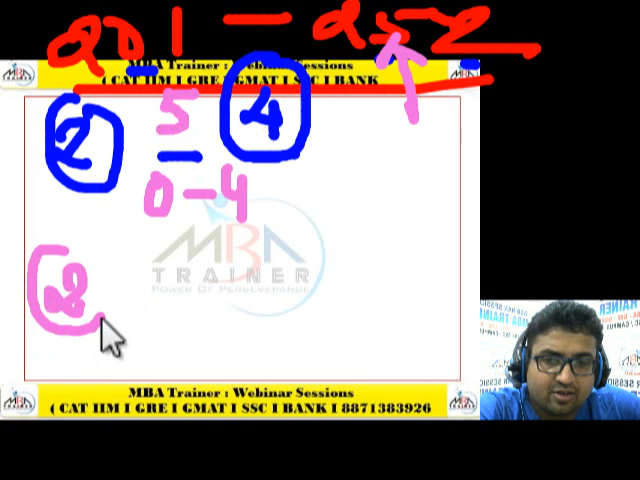 201 - 252
MBA Trainer : Webinar Sessions
( CAT IIM I GRE I GMAT I SSC I BANK
2 5 4
0-4
2
MBA
TRAINER
POWER OF PERSEVERANCE
MBA Trainer : Webinar Sessions
( CAT IIM I GRE I GMAT I SSC I BANK I 8871383926